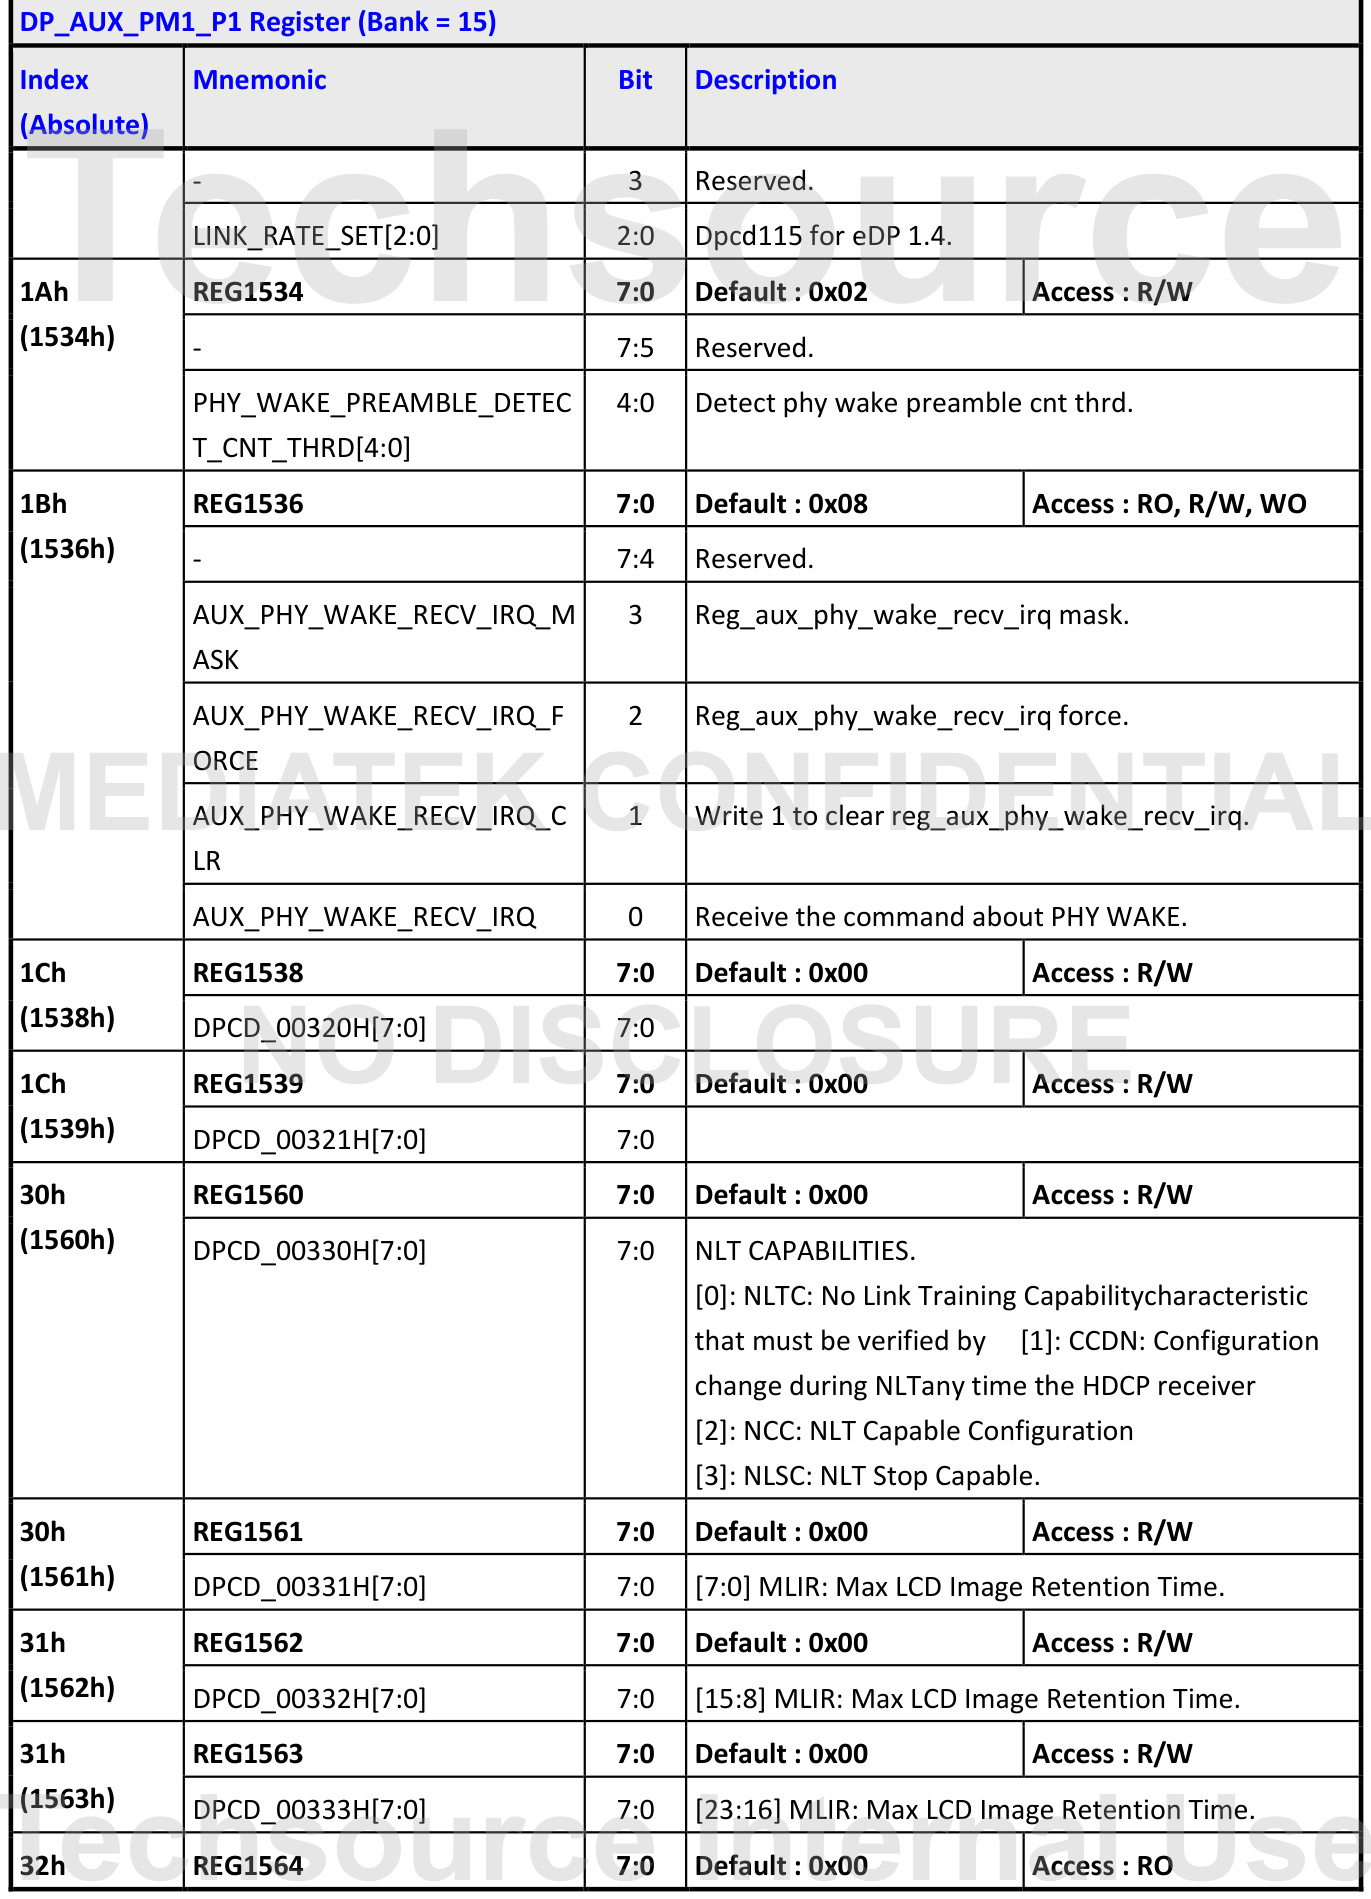 DP_AUX_PM1_P1 Register (Bank = 15)
Index (Absolute) Mnemonic Bit Description
- 3 Reserved.
LINK_RATE_SET[2:0] 2:0 Dpcd115 for eDP 1.4.
1Ah (1534h) REG1534 7:0 Default : 0x02 Access : R/W
- 7:5 Reserved.
PHY_WAKE_PREAMBLE_DETEC
T_CNT_THRD[4:0] 4:0 Detect phy wake preamble cnt thrd.
1Bh (1536h) REG1536 7:0 Default : 0x08 Access : RO, R/W, WO
- 7:4 Reserved.
AUX_PHY_WAKE_RECV_IRQ_M
ASK 3 Reg_aux_phy_wake_recv_irq mask.
AUX_PHY_WAKE_RECV_IRQ_F
ORCE 2 Reg_aux_phy_wake_recv_irq force.
AUX_PHY_WAKE_RECV_IRQ_C
LR 1 Write 1 to clear reg_aux_phy_wake_recv_irq.
AUX_PHY_WAKE_RECV_IRQ 0 Receive the command about PHY WAKE.
1Ch (1538h) REG1538 7:0 Default : 0x00 Access : R/W
DPCD_00320H[7:0] 7:0
1Ch (1539h) REG1539 7:0 Default : 0x00 Access : R/W
DPCD_00321H[7:0] 7:0
30h (1560h) REG1560 7:0 Default : 0x00 Access : R/W
DPCD_00330H[7:0] 7:0 NLT CAPABILITIES.
[0]: NLTC: No Link Training Capabilitycharacteristic
that must be verified by [1]: CCDN: Configuration
change during NLTany time the HDCP receiver
[2]: NCC: NLT Capable Configuration
[3]: NLSC: NLT Stop Capable.
30h (1561h) REG1561 7:0 Default : 0x00 Access : R/W
DPCD_00331H[7:0] 7:0 [7:0] MLIR: Max LCD Image Retention Time.
31h (1562h) REG1562 7:0 Default : 0x00 Access : R/W
DPCD_00332H[7:0] 7:0 [15:8] MLIR: Max LCD Image Retention Time.
31h (1563h) REG1563 7:0 Default : 0x00 Access : R/W
DPCD_00333H[7:0] 7:0 [23:16] MLIR: Max LCD Image Retention Time.
32h REG1564 7:0 Default : 0x00 Access : RO
Techsource
MEDIATEK CONFIDENTIAL
NO DISCLOSURE
Techsource Internal Use